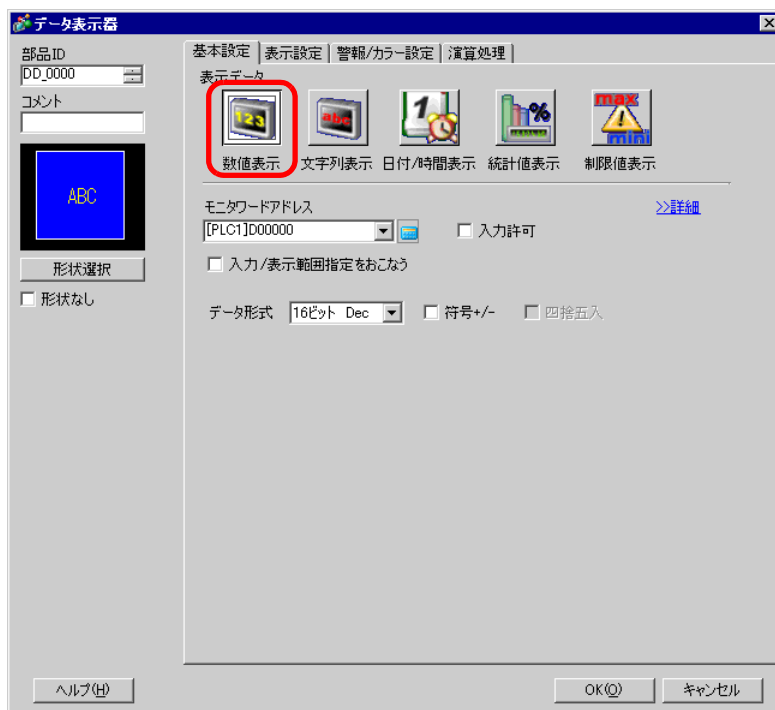 データ表示器
部品ID
DD_0000
コメント
ABC
形状選択
形状なし
基本設定 表示設定 警報/カラー設定 演算処理
表示データ
123 abc 1 % max mini
数値表示 文字列表示 日付/時間表示 統計値表示 制限値表示
モニタワードアドレス >>詳細
[PLC1]D00000 入力許可
入力/表示範囲指定をおこなう
データ形式 16ビット Dec 符号+/- 四捨五入
ヘルプ(H) OK(O) キャンセル